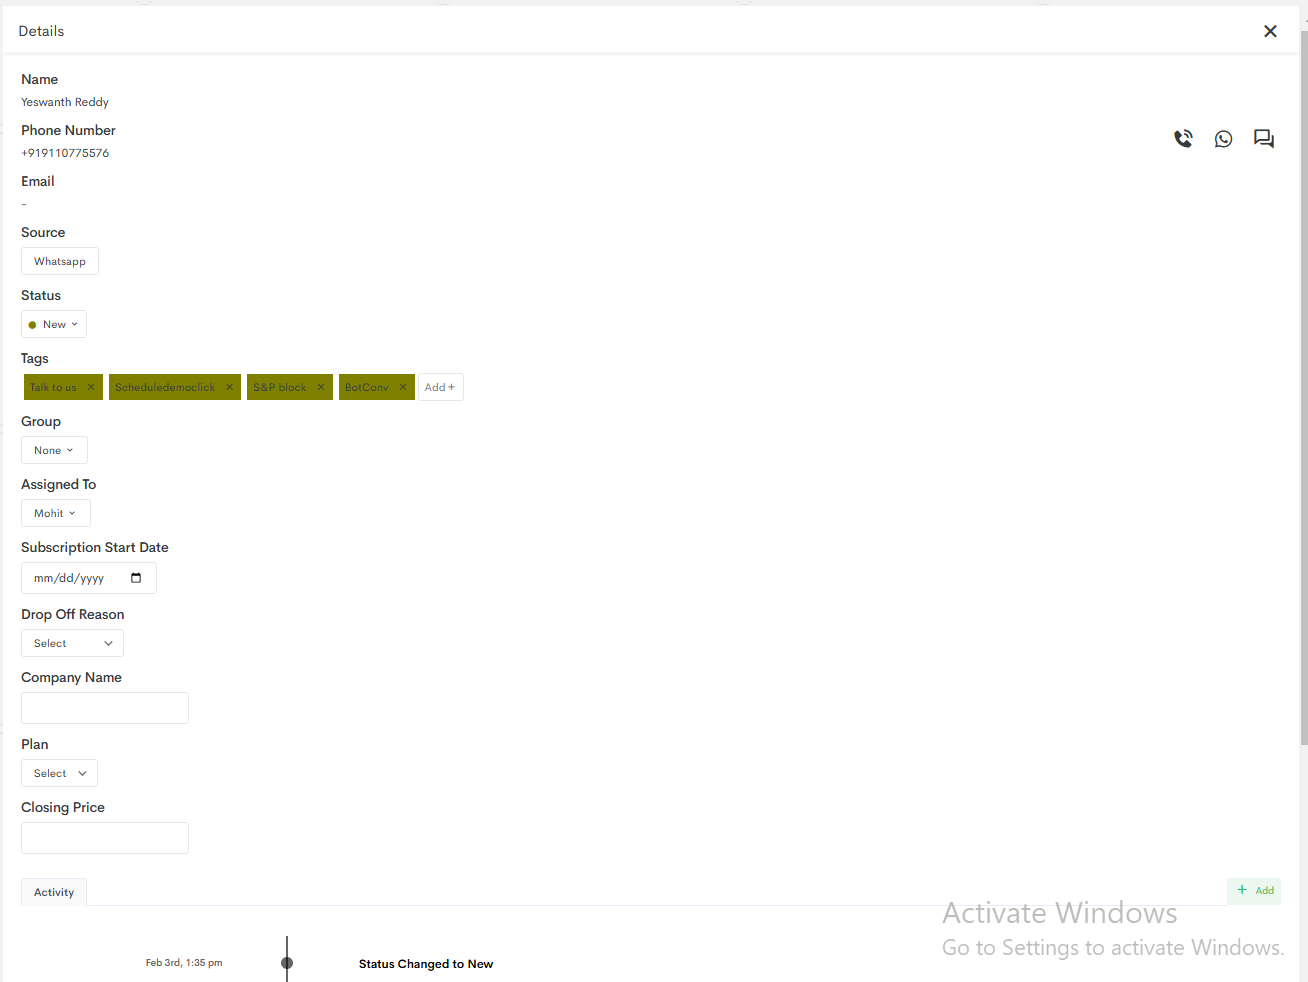 Details
Name
Yeswanth Reddy
Phone Number
+919110775576
Email
-
Source
Whatsapp
Status
New
Tags
Talk to us × Scheduledemoclick × S&P block × BotConv × Add +
Group
None
Assigned To
Mohit
Subscription Start Date
mm/dd/yyyy
Drop Off Reason
Select
Company Name
Plan
Select
Closing Price
Activity + Add
Activate Windows
Go to Settings to activate Windows.
Feb 3rd, 1:35 pm Status Changed to New